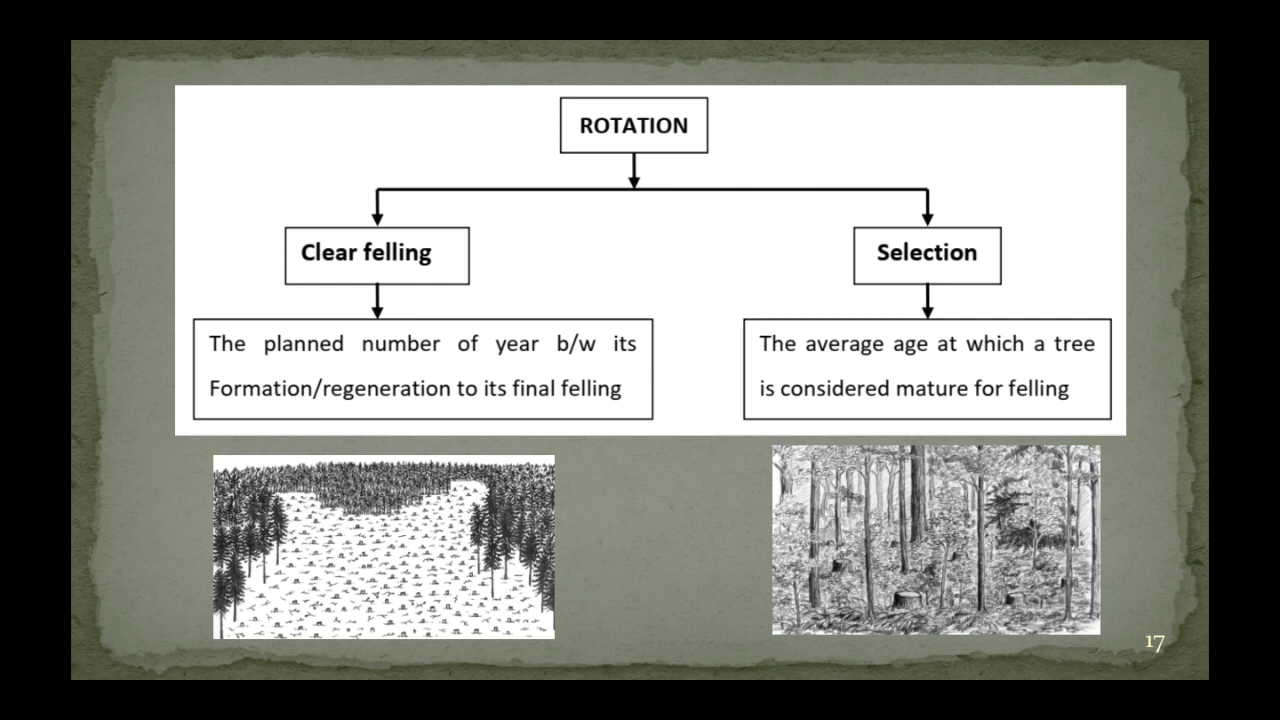 ROTATION
Clear felling
Selection
The planned number of year b/w its
Formation/regeneration to its final felling
The average age at which a tree
is considered mature for felling
17